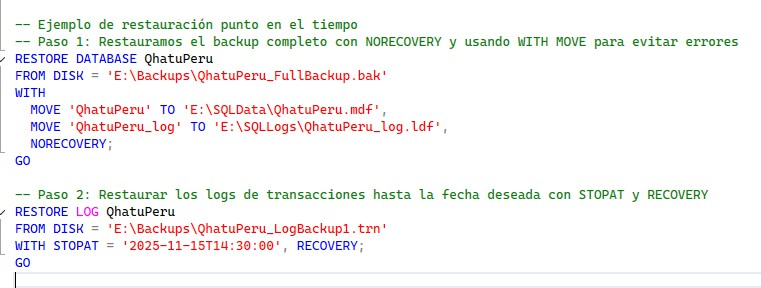 -- Ejemplo de restauración punto en el tiempo
-- Paso 1: Restauramos el backup completo con NORECOVERY y usando WITH MOVE para evitar errores
RESTORE DATABASE QhatuPeru
FROM DISK = 'E:\Backups\QhatuPeru_FullBackup.bak'
WITH
  MOVE 'QhatuPeru' TO 'E:\SQLData\QhatuPeru.mdf',
  MOVE 'QhatuPeru_log' TO 'E:\SQLLogs\QhatuPeru_log.ldf',
  NORECOVERY;
GO
-- Paso 2: Restaurar los logs de transacciones hasta la fecha deseada con STOPAT y RECOVERY
RESTORE LOG QhatuPeru
FROM DISK = 'E:\Backups\QhatuPeru_LogBackup1.trn'
WITH STOPAT = '2025-11-15T14:30:00', RECOVERY;
GO